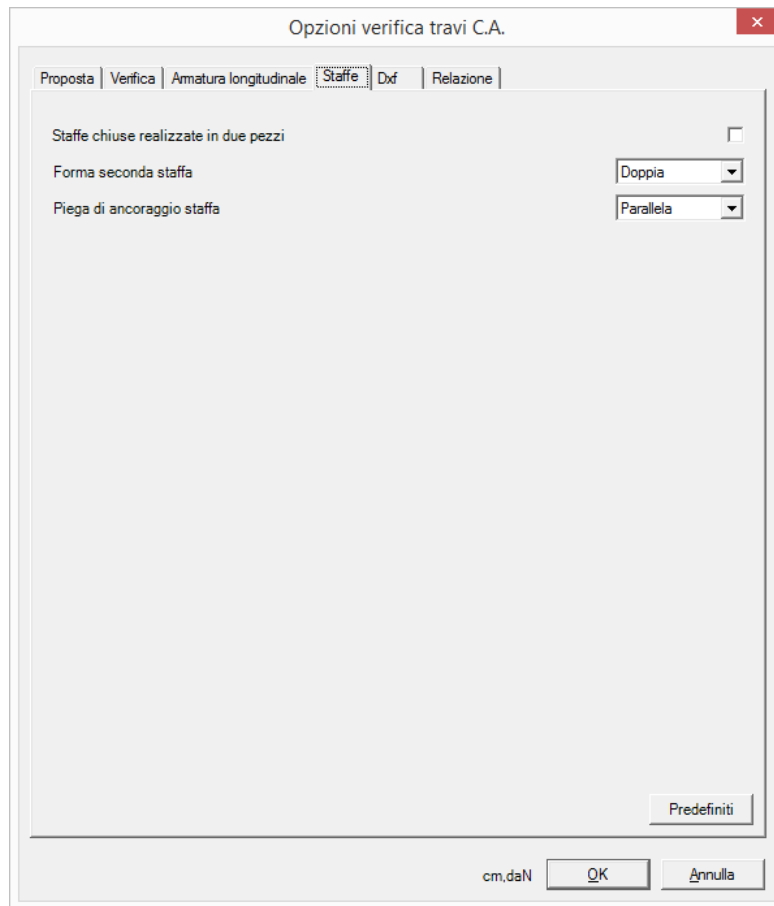 Opzioni verifica travi C.A.
Proposta Verifica Armatura longitudinale Staffe Dxf Relazione
Staffe chiuse realizzate in due pezzi
Forma seconda staffa Doppia
Piega di ancoraggio staffa Parallela
Predefiniti
cm,daN OK Annulla